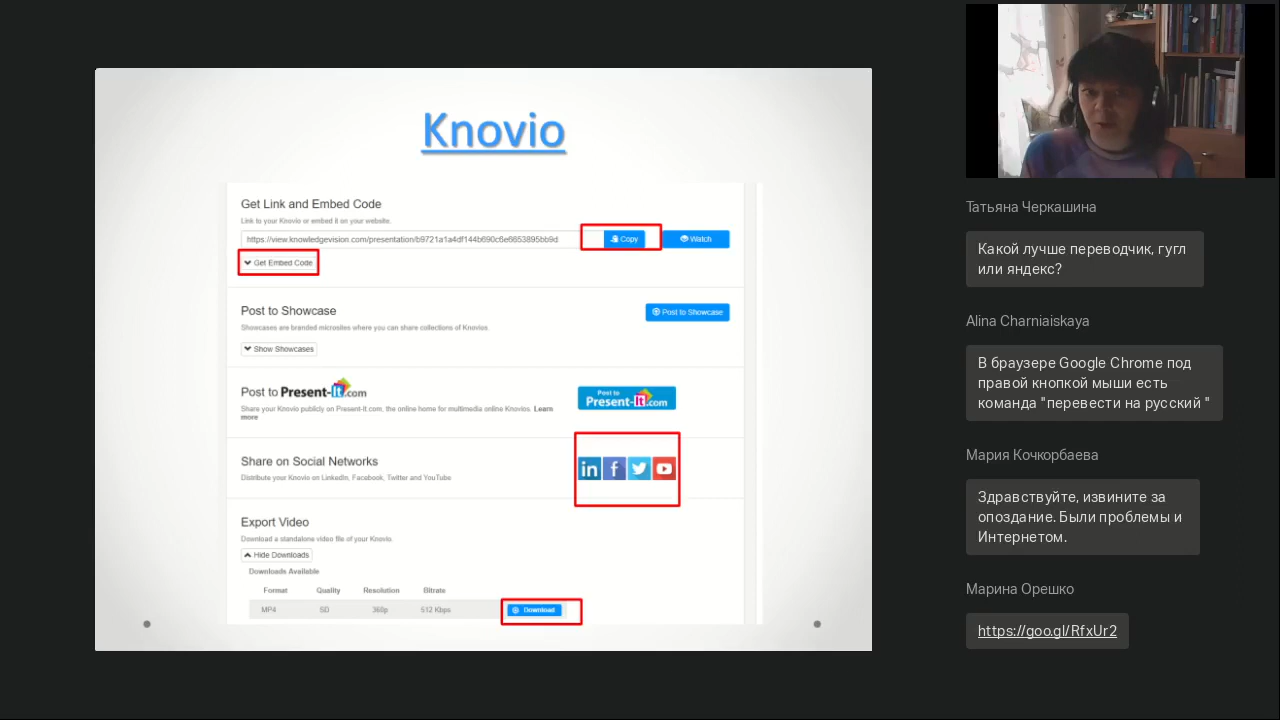 Knovio
Get Link and Embed Code
Link to your Knovio or embed it on your website.
https://view.knowledgevision.com/presentation/b9721a1a4df144b690c6e6653895bb9d
Copy
Watch
Get Embed Code
Post to Showcase
Post to Showcase
Showcases are branded microsites where you can share collections of Knovios.
Show Showcases
Post to Present-It.com
Post to
Present-It.com
Share your Knovio publicly on Present-It.com, the online home for multimedia online Knovios. Learn
more
Share on Social Networks
Distribute your Knovio on LinkedIn, Facebook, Twitter and YouTube
in f
Export Video
Download a standalone video file of your Knovio.
Hide Downloads
Downloads Available
Format Quality Resolution Bitrate
MP4 SD 360p 512 Kbps Download
Татьяна Черкашина
Какой лучше переводчик, гугл
или яндекс?
Alina Charniaiskaya
В браузере Google Chrome под
правой кнопкой мыши есть
команда "перевести на русский "
Мария Кочкорбаева
Здравствуйте, извините за
опоздание. Были проблемы и
Интернетом.
Марина Орешко
https://goo.gl/RfxUr2